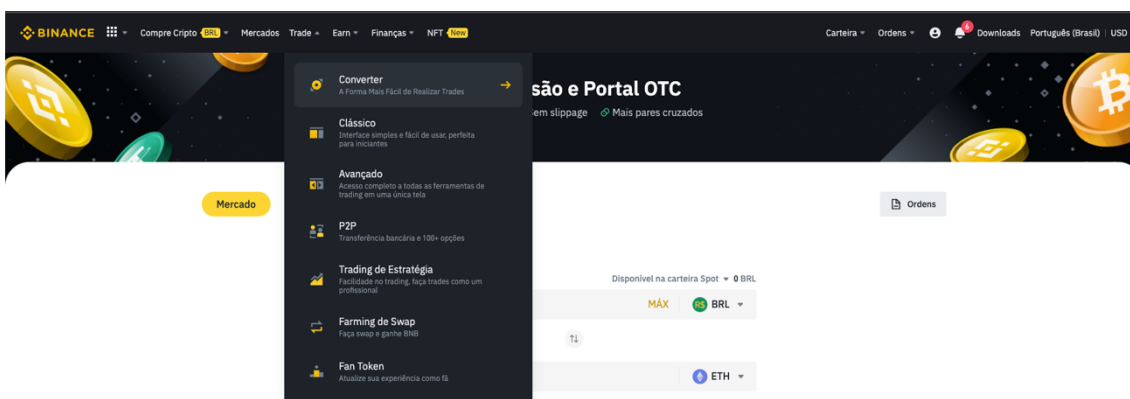 BINANCE Compre Cripto BRL Mercados Trade Earn Finanças NFT New Carteira Ordens 6 Downloads Português (Brasil) | USD
são e Portal OTC
Sem slippage Mais pares cruzados
Converter
A Forma Mais Fácil de Realizar Trades
Clássico
Interface simples e fácil de usar, perfeita
para iniciantes
Avançado
Acesso completo a todas as ferramentas de
trading em uma única tela
P2P
Transferência bancária e 100+ opções
Trading de Estratégia
Facilidade no trading, faça trades como um
profissional
Farming de Swap
Faça swap e ganhe BNB
Fan Token
Atualize sua experiência como fã
Mercado
Ordens
Disponível na carteira Spot 0 BRL
MÁX R$ BRL
ETH